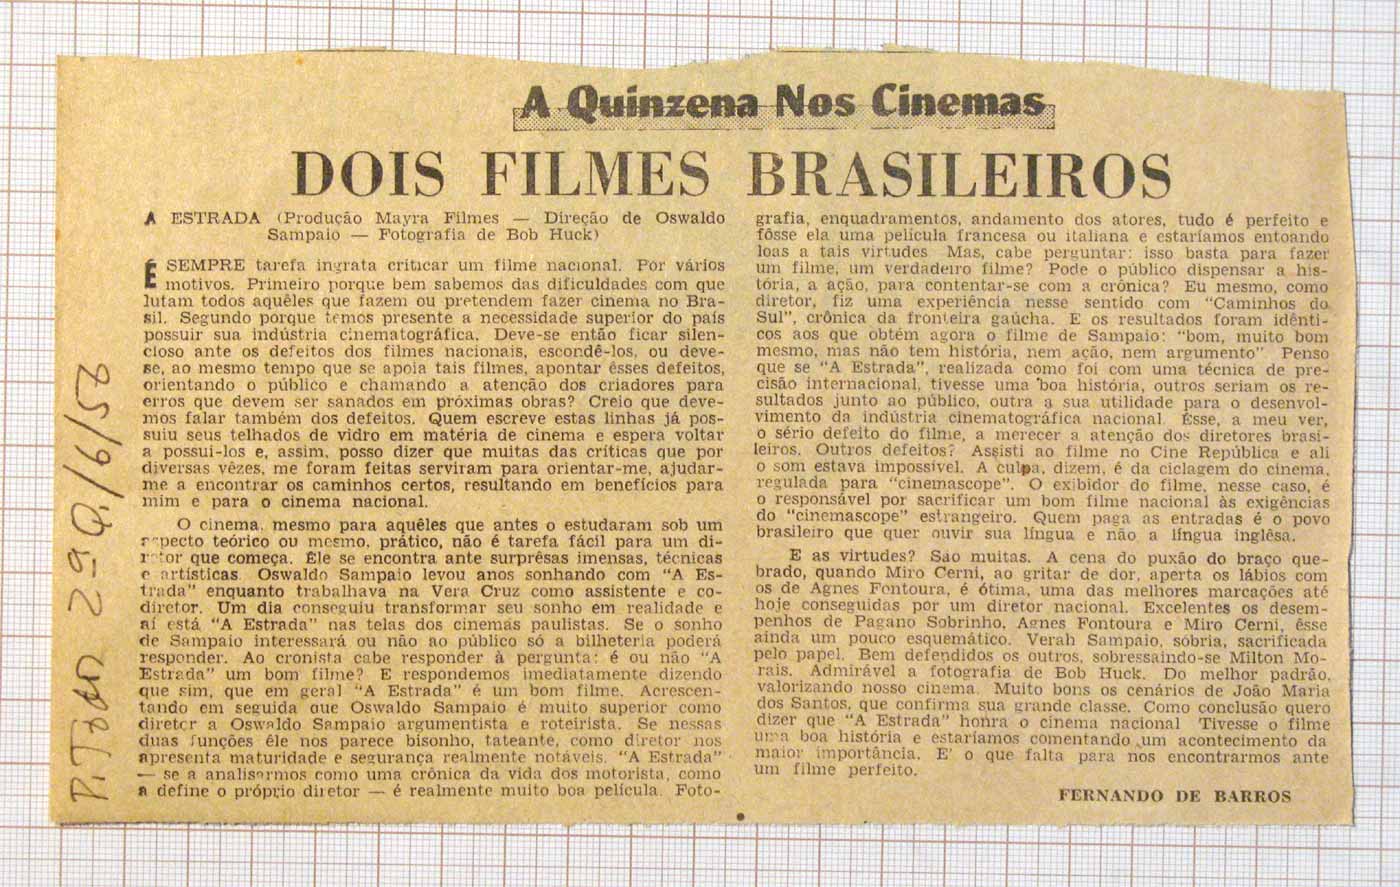 A Quinzena Nos Cinemas
DOIS FILMES BRASILEIROS
A ESTRADA (Produção Mayra Filmes — Direção de Oswaldo
Sampaio — Fotografia de Bob Huck)
É SEMPRE tarefa ingrata criticar um filme nacional. Por vários
motivos. Primeiro porque bem sabemos das dificuldades com que
lutam todos aquêles que fazem ou pretendem fazer cinema no Bra-
sil. Segundo porque temos presente a necessidade superior do país
possuir sua indústria cinematográfica. Deve-se então ficar silen-
cioso ante os defeitos dos filmes nacionais, escondê-los, ou deve-
se, ao mesmo tempo que se apoia tais filmes, apontar êsses defeitos,
orientando o público e chamando a atenção dos criadores para
erros que devem ser sanados em próximas obras? Creio que deve-
mos falar também dos defeitos. Quem escreve estas linhas já pos-
suiu seus telhados de vidro em matéria de cinema e espera voltar
a possui-los e, assim, posso dizer que muitas das críticas que por
diversas vêzes, me foram feitas serviram para orientar-me, ajudar-
me a encontrar os caminhos certos, resultando em benefícios para
mim e para o cinema nacional.
O cinema, mesmo para aquêles que antes o estudaram sob um
aspecto teórico ou mesmo, prático, não é tarefa fácil para um di-
retor que começa. Êle se encontra ante surprêsas imensas, técnicas
e artísticas. Oswaldo Sampaio levou anos sonhando com "A Es-
trada" enquanto trabalhava na Vera Cruz como assistente e co-
diretor. Um dia conseguiu transformar seu sonho em realidade e
aí está "A Estrada" nas telas dos cinemas paulistas. Se o sonho
de Sampaio interessará ou não ao público só a bilheteria poderá
responder. Ao cronista cabe responder à pergunta: é ou não "A
Estrada" um bom filme? E respondemos imediatamente dizendo
que sim, que em geral "A Estrada" é um bom filme. Acrescen-
tando em seguida que Oswaldo Sampaio é muito superior como
diretor a Oswaldo Sampaio argumentista e roteirista. Se nessas
duas funções êle nos parece bisonho, tateante, como diretor nos
apresenta maturidade e segurança realmente notáveis. "A Estrada"
— se a analisarmos como uma crônica da vida dos motorista, como
a define o próprio diretor — é realmente muito boa película. Foto-
grafia, enquadramentos, andamento dos atores, tudo é perfeito e
fôsse ela uma película francesa ou italiana e estaríamos entoando
loas a tais virtudes Mas, cabe perguntar: isso basta para fazer
um filme, um verdadeiro filme? Pode o público dispensar a his-
tória, a ação, para contentar-se com a crônica? Eu mesmo, como
diretor, fiz uma experiência nesse sentido com "Caminhos do
Sul", crônica da fronteira gaúcha. E os resultados foram idênti-
cos aos que obtém agora o filme de Sampaio: "bom, muito bom
mesmo, mas não tem história, nem ação, nem argumento" Penso
que se "A Estrada", realizada como foi com uma técnica de pre-
cisão internacional, tivesse uma boa história, outros seriam os re-
sultados junto ao público, outra a sua utilidade para o desenvol-
vimento da indústria cinematográfica nacional. Êsse, a meu ver,
o sério defeito do filme, a merecer a atenção dos diretores brasi-
leiros. Outros defeitos? Assisti ao filme no Cine República e ali
o som estava impossível. A culpa, dizem, é da ciclagem do cinema,
regulada para "cinemascope". O exibidor do filme, nesse caso, é
o responsável por sacrificar um bom filme nacional às exigências
do "cinemascope" estrangeiro. Quem paga as entradas é o povo
brasileiro que quer ouvir sua língua e não a língua inglêsa.
E as virtudes? São muitas. A cena do puxão do braço que-
brado, quando Miro Cerni, ao gritar de dor, aperta os lábios com
os de Agnes Fontoura, é ótima, uma das melhores marcações até
hoje conseguidas por um diretor nacional. Excelentes os desem-
penhos de Pagano Sobrinho, Agnes Fontoura e Miro Cerni, êsse
ainda um pouco esquemático. Verah Sampaio, sóbria, sacrificada
pelo papel. Bem defendidos os outros, sobressaindo-se Milton Mo-
rais. Admirável a fotografia de Bob Huck. Do melhor padrão,
valorizando nosso cinema. Muito bons os cenários de João Maria
dos Santos, que confirma sua grande classe. Como conclusão quero
dizer que "A Estrada" honra o cinema nacional Tivesse o filme
uma boa história e estaríamos comentando um acontecimento da
maior importância. E' o que falta para nos encontrarmos ante
um filme perfeito.
FERNANDO DE BARROS